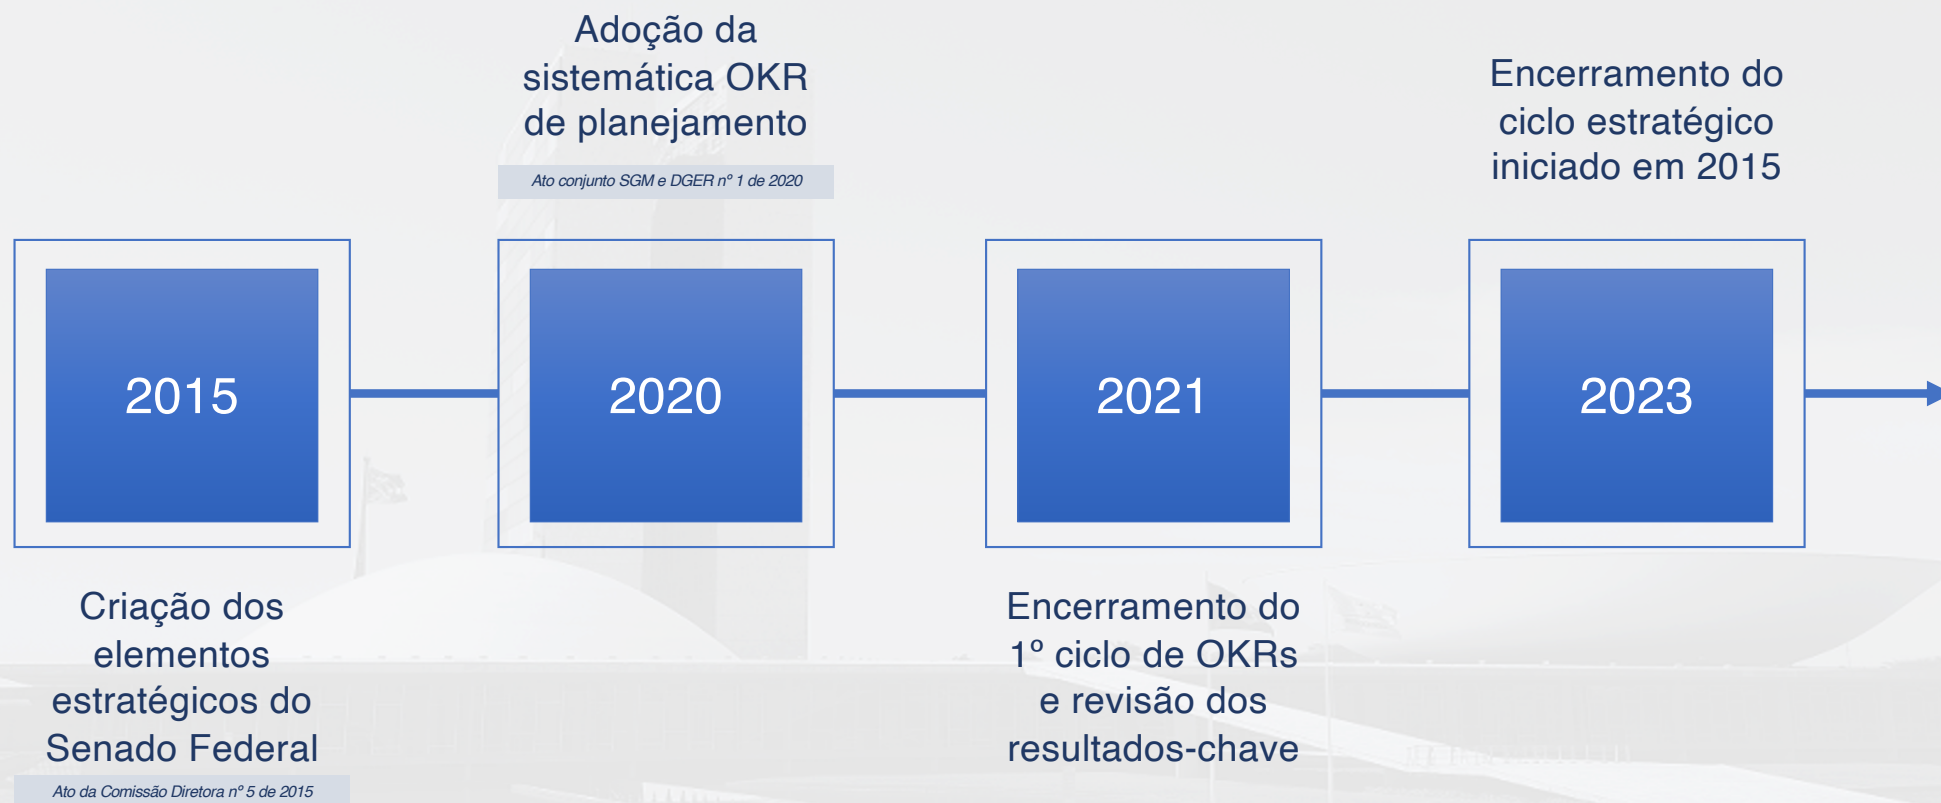 Adoção da
sistemática OKR
de planejamento
Ato conjunto SGM e DGER nº 1 de 2020
Encerramento do
ciclo estratégico
iniciado em 2015
2015
2020
2021
2023
Criação dos
elementos
estratégicos do
Senado Federal
Ato da Comissão Diretora nº 5 de 2015
Encerramento do
1º ciclo de OKRs
e revisão dos
resultados-chave